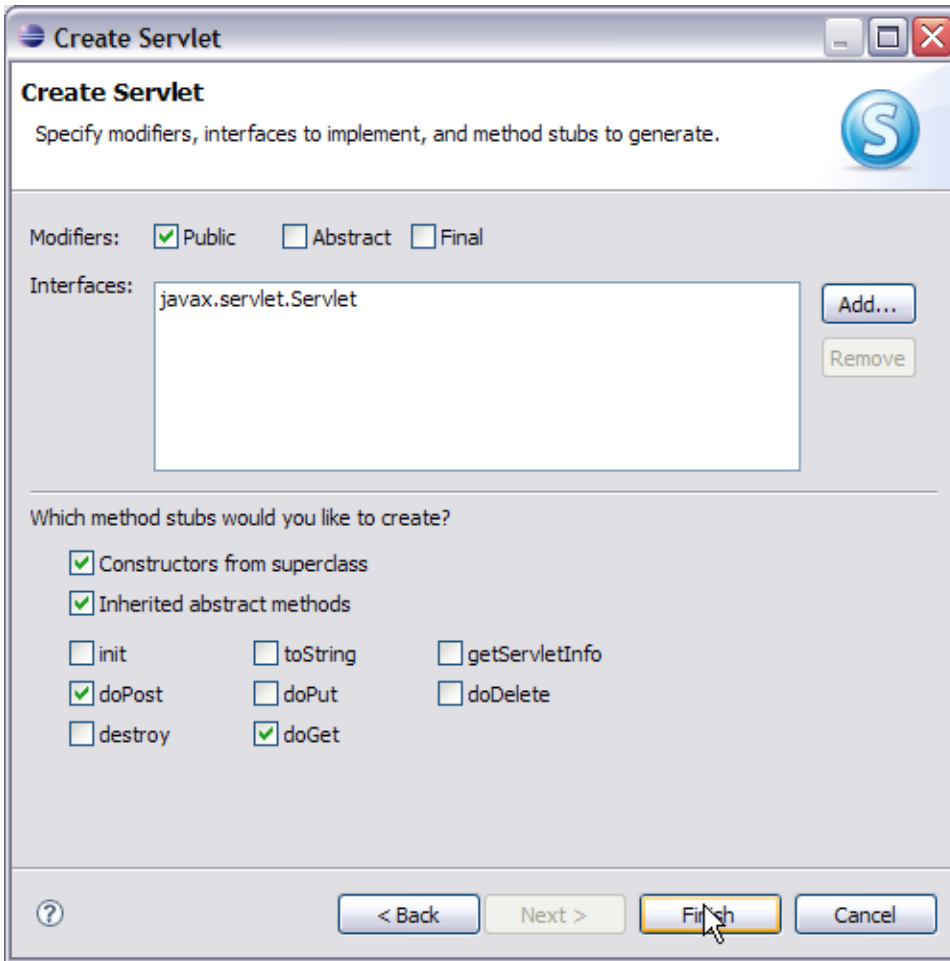 Create Servlet
Create Servlet
Specify modifiers, interfaces to implement, and method stubs to generate.
Modifiers: Public Abstract Final
Interfaces: javax.servlet.Servlet
Add...
Remove
Which method stubs would you like to create?
Constructors from superclass
Inherited abstract methods
init toString getServletInfo
doPost doPut doDelete
destroy doGet
< Back Next > Finish Cancel